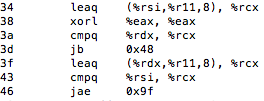 34 leaq (%rsi,%r11,8), %rcx
38 xorl %eax, %eax
3a cmpq %rdx, %rcx
3d jb 0x48
3f leaq (%rdx,%r11,8), %rcx
43 cmpq %rsi, %rcx
46 jae 0x9f